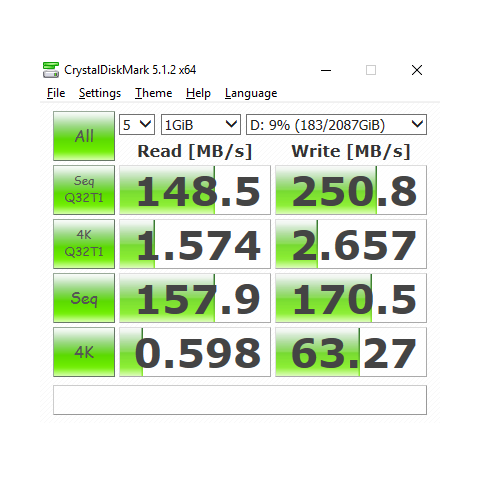 CrystalDiskMark 5.1.2 x64
File Settings Theme Help Language
All 5 1GiB D: 9% (183/2087GiB)
Read [MB/s] Write [MB/s]
Seq Q32T1 148.5 250.8
4K Q32T1 1.574 2.657
Seq 157.9 170.5
4K 0.598 63.27